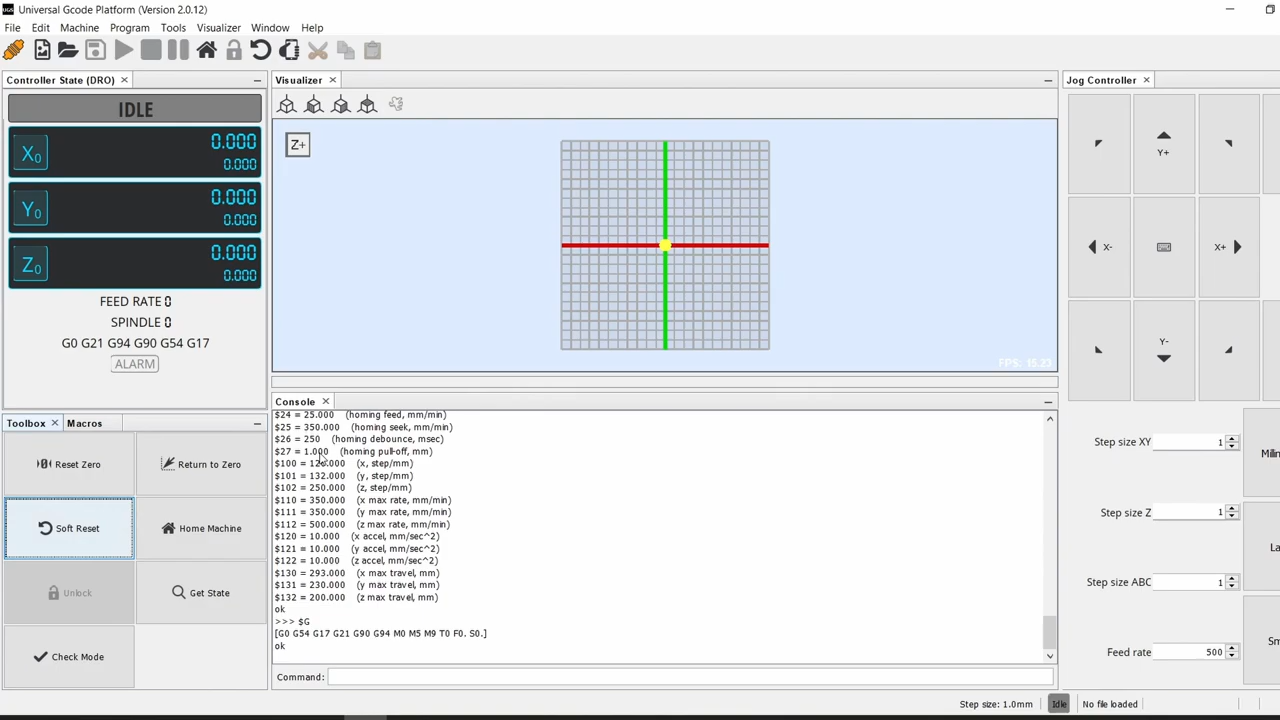 Universal Gcode Platform (Version 2.0.12)
File Edit Machine Program Tools Visualizer Window Help
Controller State (DRO)
IDLE
X0
0.000
0.000
Y0
0.000
0.000
Z0
0.000
0.000
FEED RATE 0
SPINDLE 0
G0 G21 G94 G90 G54 G17
ALARM
Toolbox
Macros
Reset Zero
Return to Zero
Soft Reset
Home Machine
Unlock
Get State
Check Mode
Visualizer
Z+
FPS: 15.23
Console
$24 = 25.000 (homing feed, mm/min)
$25 = 350.000 (homing seek, mm/min)
$26 = 250 (homing debounce, msec)
$27 = 1.000 (homing pull-off, mm)
(x, step/mm)
$100 =
$101 = 132.000 (y, step/mm)
$102 = 250.000 (z, step/mm)
$110 = 350.000 (x max rate, mm/min)
$111 = 350.000 (y max rate, mm/min)
$112 = 500.000 (z max rate, mm/min)
$120 = 10.000 (x accel, mm/sec^2)
$121 = 10.000 (y accel, mm/sec^2)
$122 = 10.000 (z accel, mm/sec^2)
$130 = 293.000 (x max travel, mm)
$131 = 230.000 (y max travel, mm)
$132 = 200.000 (z max travel, mm)
ok
>>> $G
[G0 G54 G17 G21 G90 G94 M0 M5 M9 T0 F0. S0.]
ok
Command:
Jog Controller
Y+
X-
X+
Y-
Step size XY 1
Step size Z 1
Step size ABC 1
Feed rate 500
Step size: 1.0mm
Idle
No file loaded